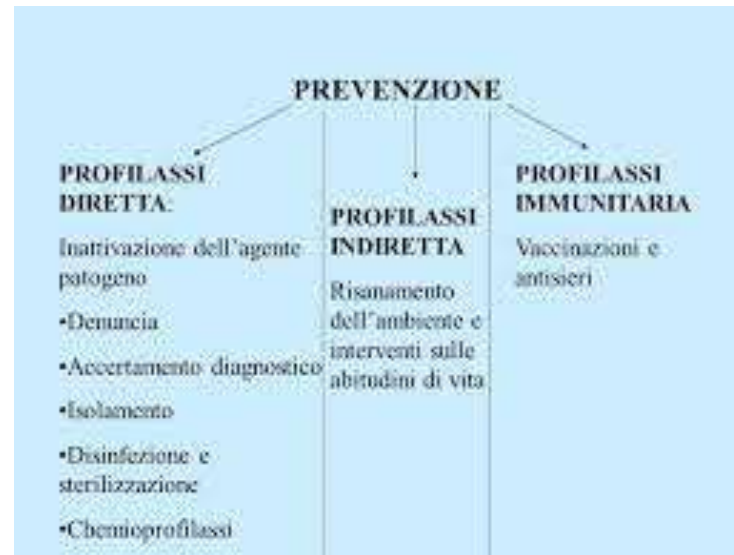 PREVENZIONE
PROFILASSI
DIRETTA:
Inattivazione dell'agente
patogeno
•Denuncia
•Accertamento diagnostico
•Isolamento
•Disinfezione e
sterilizzazione
•Chemioprofilassi
PROFILASSI
INDIRETTA
Risanamento
dell'ambiente e
interventi sulle
abitudini di vita
PROFILASSI
IMMUNITARIA
Vaccinazioni e
antisieri